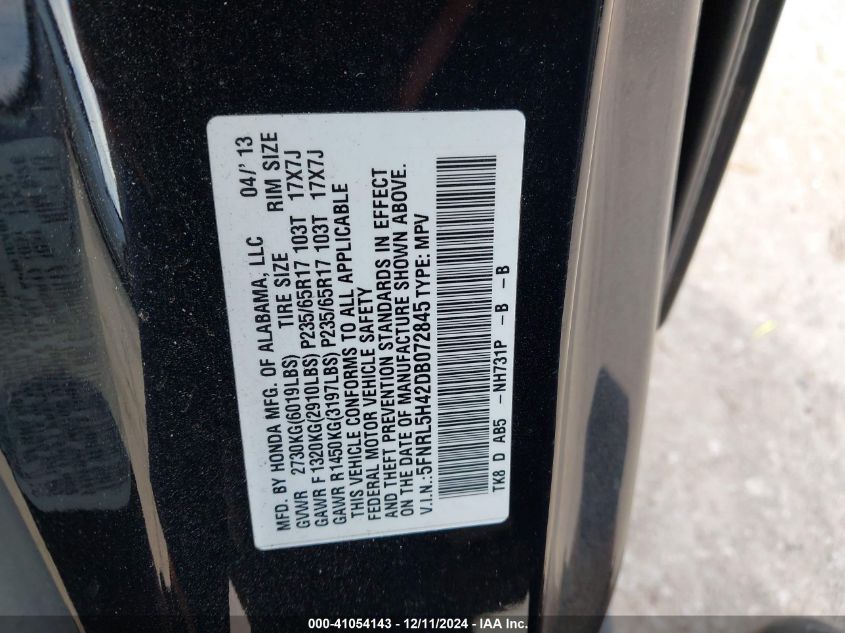 MFD. BY HONDA MFG. OF ALABAMA, LLC 04/' 13
GVWR 2730KG(6019LBS) TIRE SIZE RIM SIZE
GAWR F1320KG(2910LBS) P235/65R17 103T 17X7J
GAWR R1450KG(3197LBS) P235/65R17 103T 17X7J
THIS VEHICLE CONFORMS TO ALL APPLICABLE
FEDERAL MOTOR VEHICLE SAFETY
AND THEFT PREVENTION STANDARDS IN EFFECT
ON THE DATE OF MANUFACTURE SHOWN ABOVE.
V.I.N.:5FNRL5H42DB072845 TYPE: MPV
TK8 D AB5 -NH731P -B -B
000-41054143 - 12/11/2024 - IAA Inc.